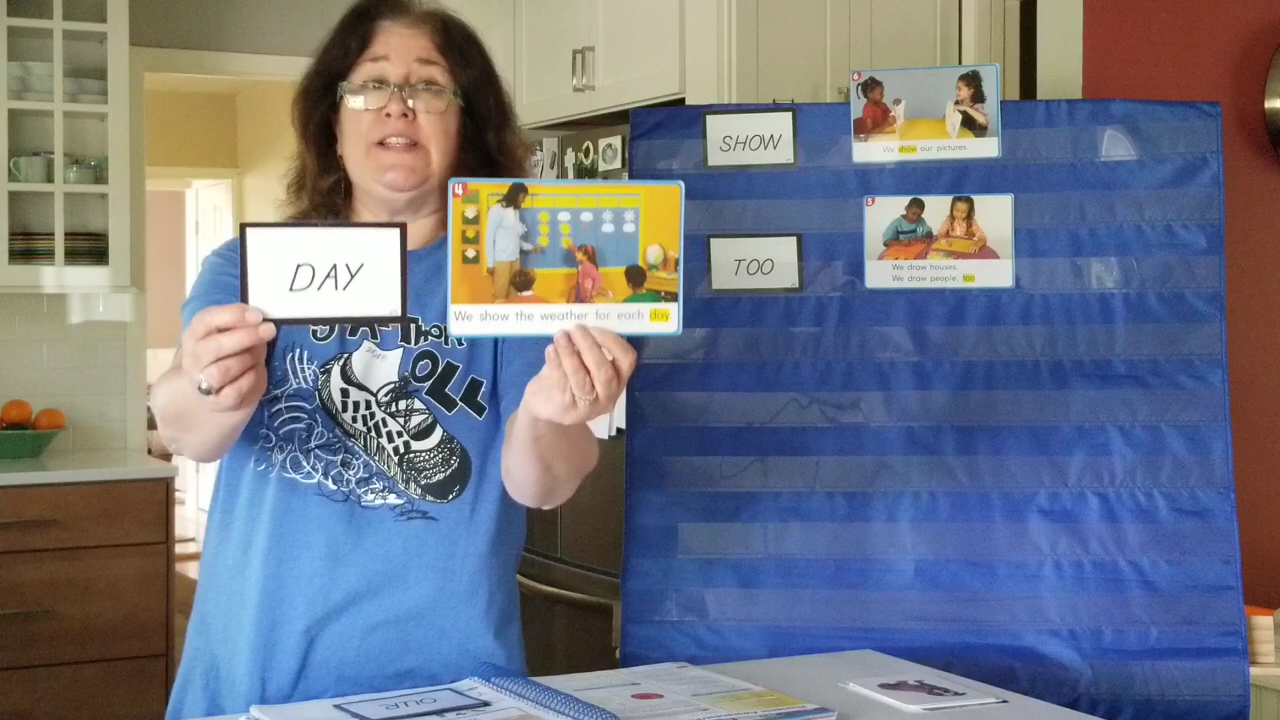 DAY
4
We show the weather for each day
SHOW
6
We show our pictures.
TOO
5
We draw houses.
We draw people, too
OLL
OUR